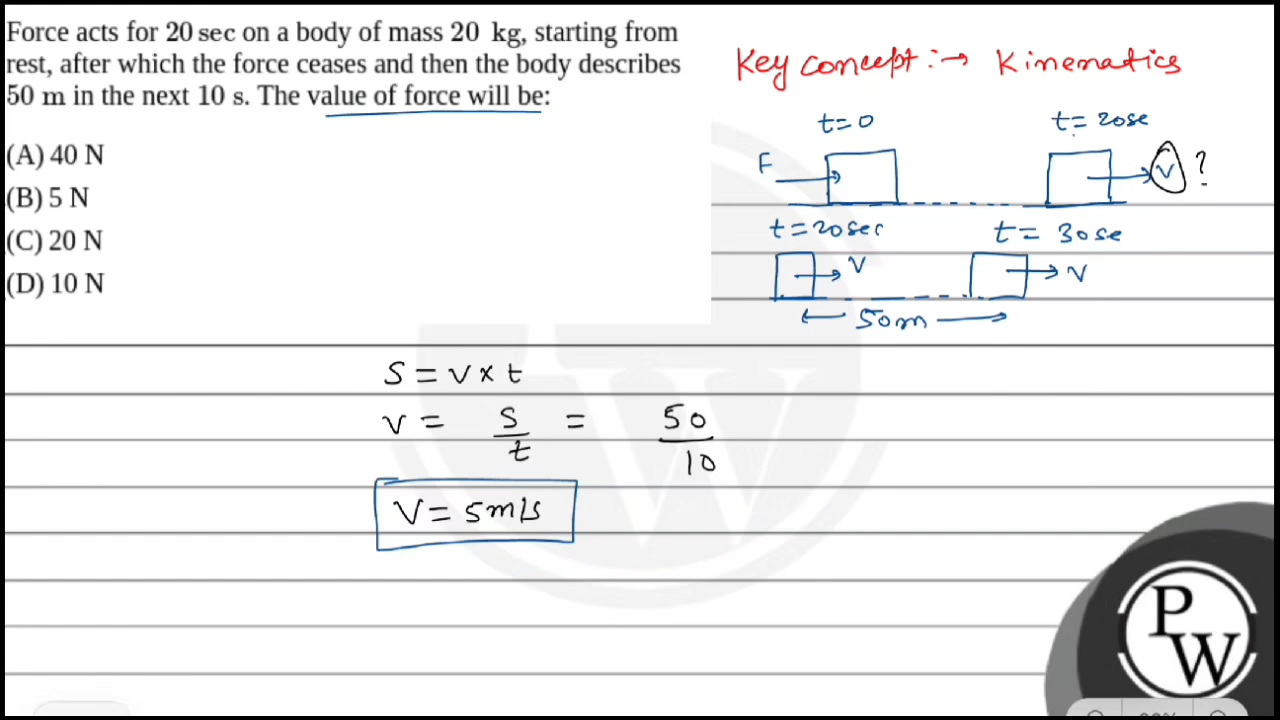 Force acts for 20 sec on a body of mass 20 kg, starting from
rest, after which the force ceases and then the body describes
50 m in the next 10 s. The value of force will be:
(A) 40 N
(B) 5 N
(C) 20 N
(D) 10 N
Key concept :→ Kinematics
t=0 t=20se
F v ?
t=20sec t=30se
v v
50m
S = v × t
v = S/t = 50/10
V = 5m/s
P
W